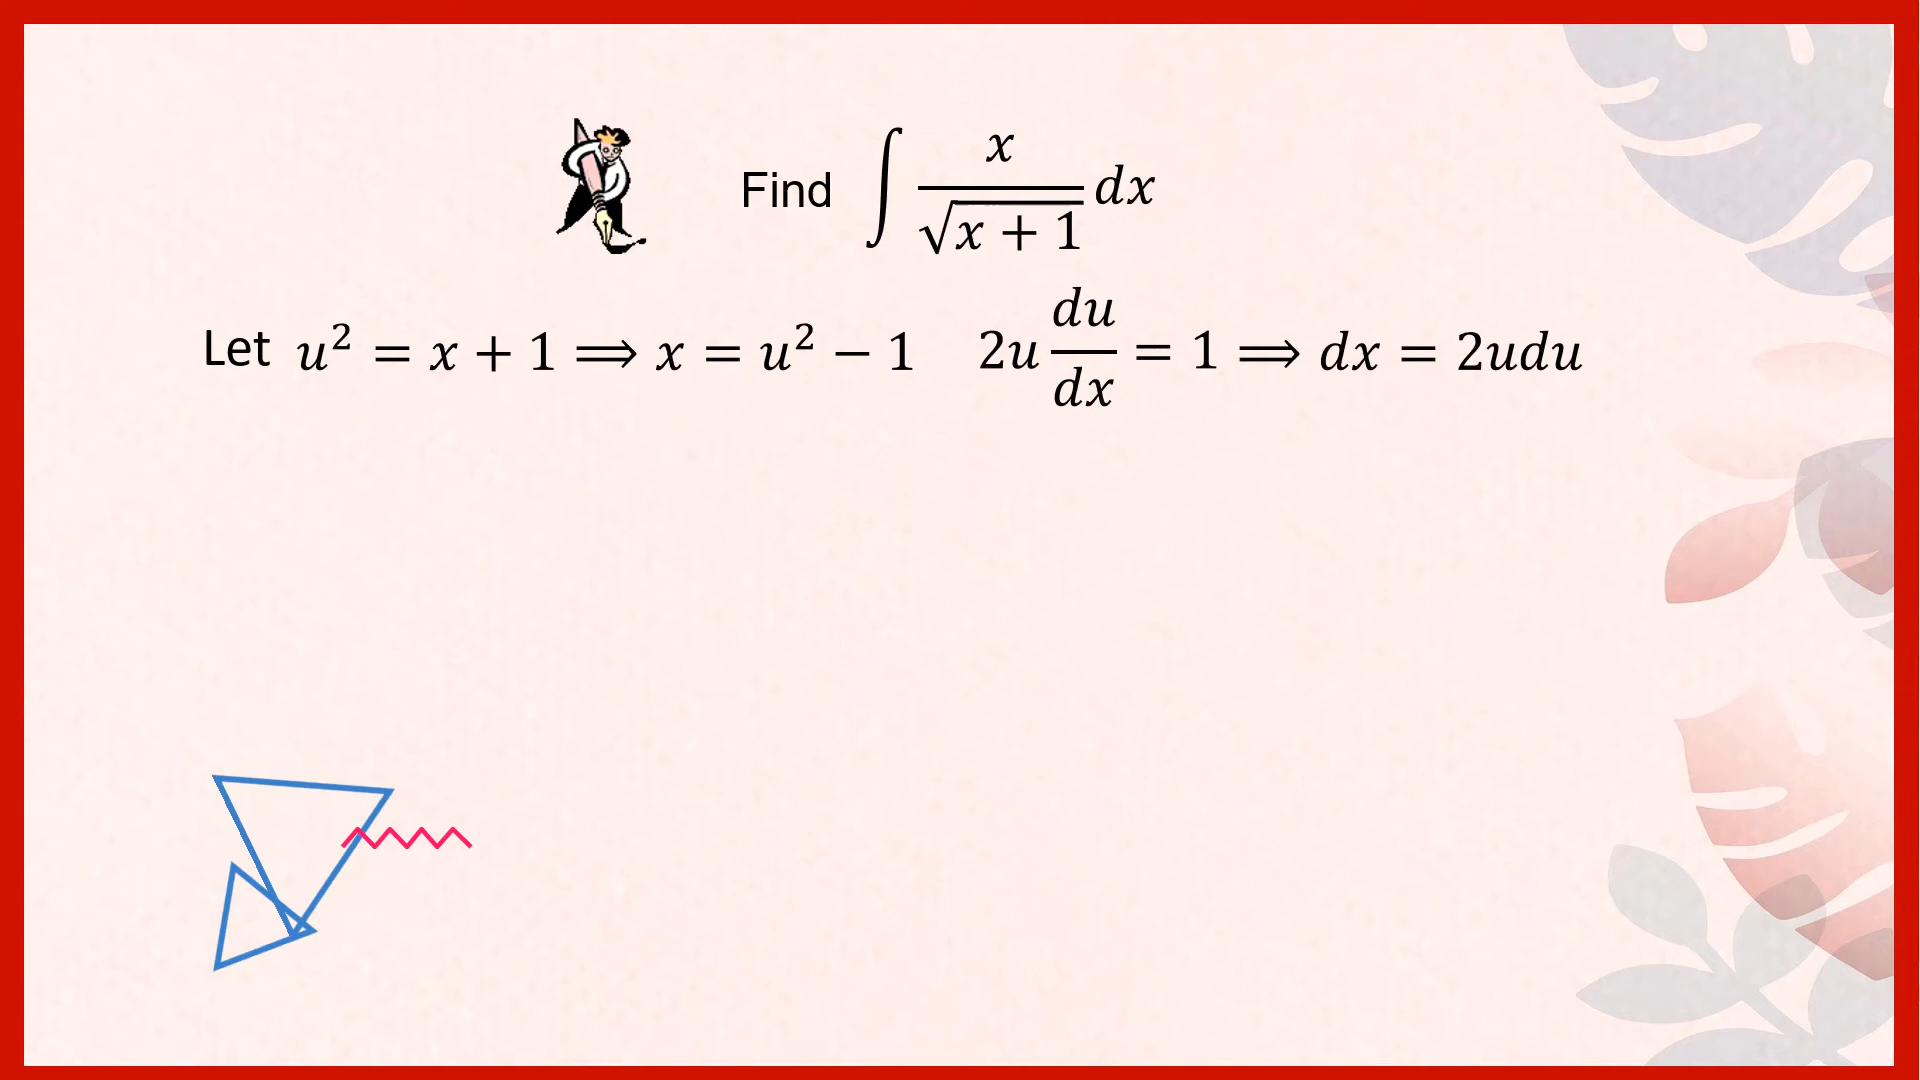 Find ∫ x/√(x + 1) dx
Let u² = x + 1 ⟹ x = u² − 1 2u du/dx = 1 ⟹ dx = 2udu